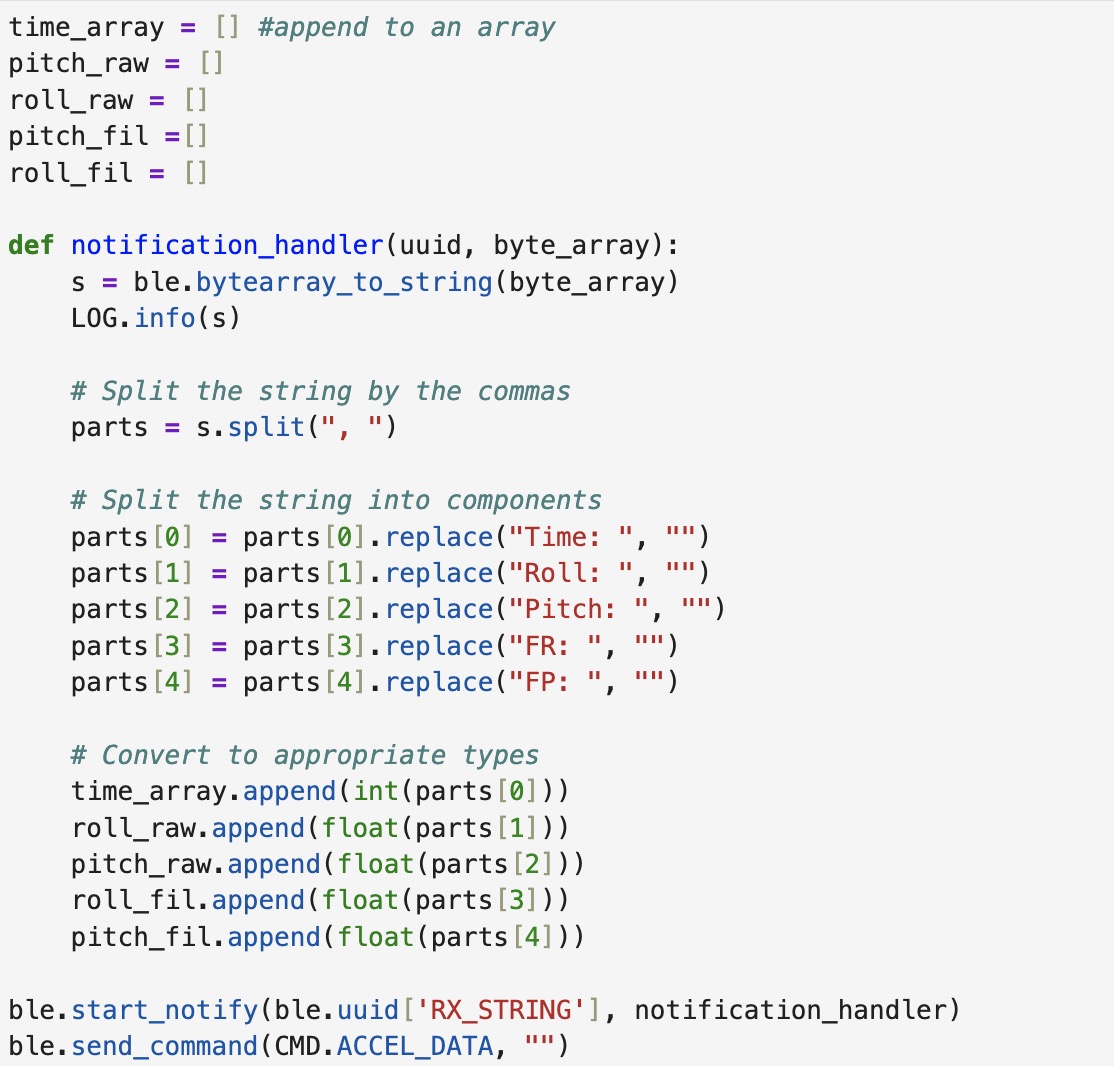 time_array = [] #append to an array
pitch_raw = []
roll_raw = []
pitch_fil =[]
roll_fil = []

def notification_handler(uuid, byte_array):
    s = ble.bytearray_to_string(byte_array)
    LOG.info(s)

    # Split the string by the commas
    parts = s.split(", ")

    # Split the string into components
    parts[0] = parts[0].replace("Time: ", "")
    parts[1] = parts[1].replace("Roll: ", "")
    parts[2] = parts[2].replace("Pitch: ", "")
    parts[3] = parts[3].replace("FR: ", "")
    parts[4] = parts[4].replace("FP: ", "")

    # Convert to appropriate types
    time_array.append(int(parts[0]))
    roll_raw.append(float(parts[1]))
    pitch_raw.append(float(parts[2]))
    roll_fil.append(float(parts[3]))
    pitch_fil.append(float(parts[4]))

ble.start_notify(ble.uuid['RX_STRING'], notification_handler)
ble.send_command(CMD.ACCEL_DATA, "")